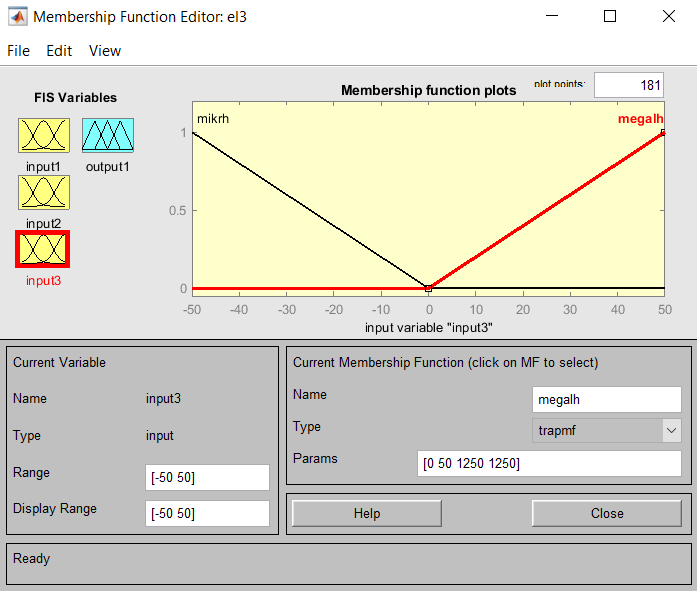 Membership Function Editor: el3
File Edit View
FIS Variables
input1
output1
input2
input3
Membership function plots
plot points:
181
mikrh
megalh
1
0.5
0
-50 -40 -30 -20 -10 0 10 20 30 40 50
input variable "input3"
Current Variable
Name input3
Type input
Range [-50 50]
Display Range [-50 50]
Current Membership Function (click on MF to select)
Name megalh
Type trapmf
Params [0 50 1250 1250]
Help Close
Ready